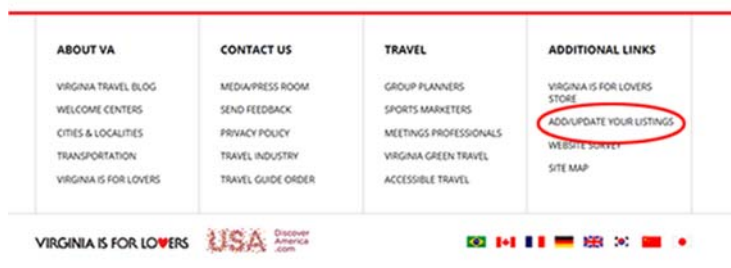 ABOUT VA
VIRGINIA TRAVEL BLOG
WELCOME CENTERS
CITIES & LOCALITIES
TRANSPORTATION
VIRGINIA IS FOR LOVERS
CONTACT US
MEDIA/PRESS ROOM
SEND FEEDBACK
PRIVACY POLICY
TRAVEL INDUSTRY
TRAVEL GUIDE ORDER
TRAVEL
GROUP PLANNERS
SPORTS MARKETERS
MEETINGS PROFESSIONALS
VIRGINIA GREEN TRAVEL
ACCESSIBLE TRAVEL
ADDITIONAL LINKS
VIRGINIA IS FOR LOVERS
STORE
ADD/UPDATE YOUR LISTINGS
WEBSITE SURVEY
SITE MAP
VIRGINIA IS FOR LO♥ERS
USA
Discover
America
.com